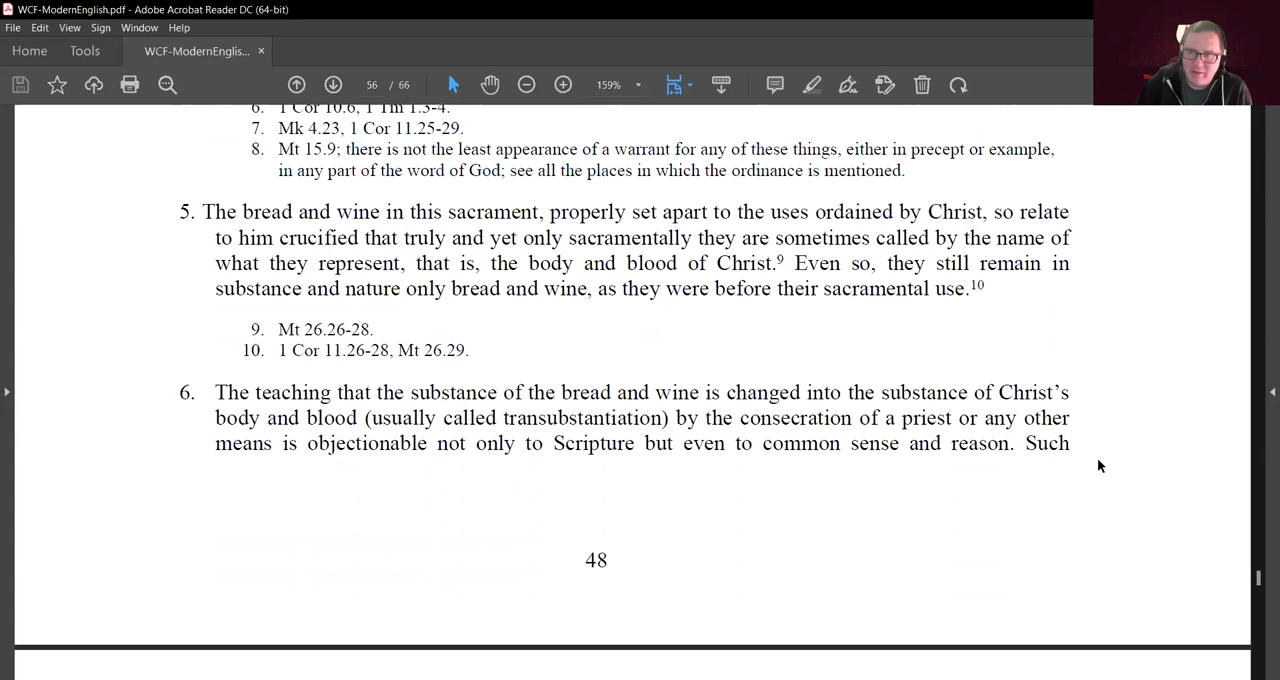 WCF-ModernEnglish.pdf - Adobe Acrobat Reader DC (64-bit)
File Edit View Sign Window Help
Home Tools WCF-ModernEnglis... ×
56 / 66 159%
6. 1 Cor 10.6, 1 Tm 1.3-4.
7. Mk 4.23, 1 Cor 11.25-29.
8. Mt 15.9; there is not the least appearance of a warrant for any of these things, either in precept or example,
in any part of the word of God; see all the places in which the ordinance is mentioned.
5. The bread and wine in this sacrament, properly set apart to the uses ordained by Christ, so relate
to him crucified that truly and yet only sacramentally they are sometimes called by the name of
what they represent, that is, the body and blood of Christ.⁹ Even so, they still remain in
substance and nature only bread and wine, as they were before their sacramental use.¹⁰
9. Mt 26.26-28.
10. 1 Cor 11.26-28, Mt 26.29.
6. The teaching that the substance of the bread and wine is changed into the substance of Christ’s
body and blood (usually called transubstantiation) by the consecration of a priest or any other
means is objectionable not only to Scripture but even to common sense and reason. Such
48